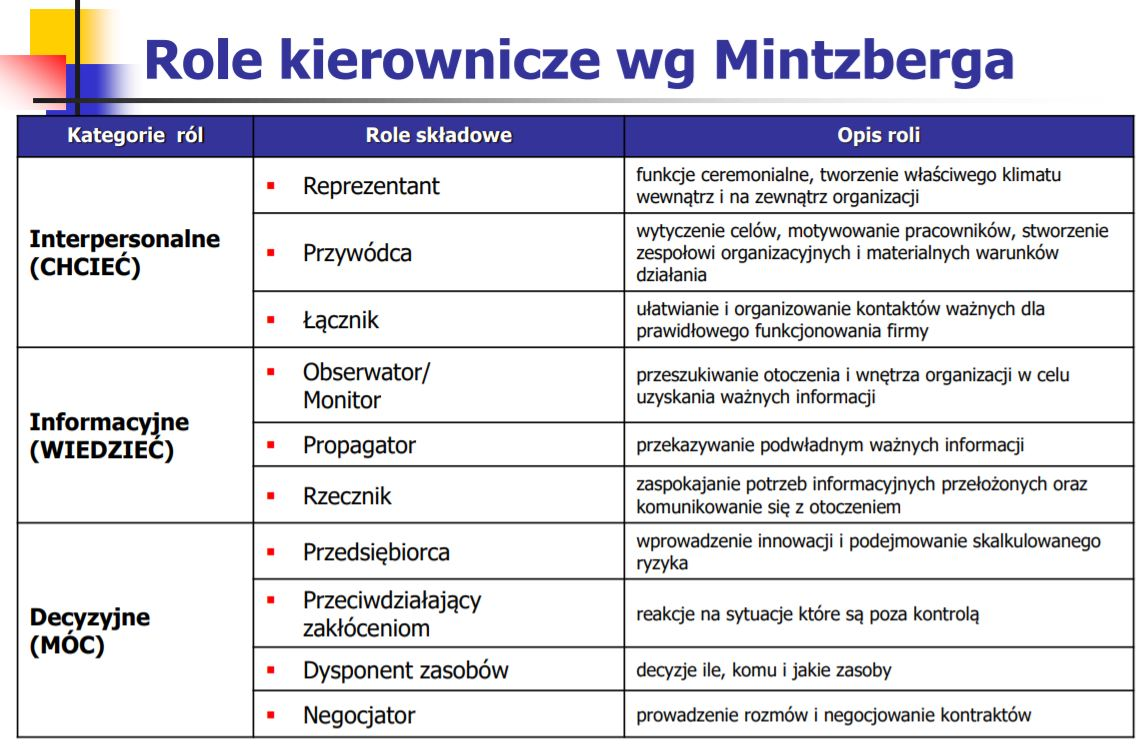 Role kierownicze wg Mintzberga
Kategorie ról
Role składowe
Opis roli
Interpersonalne
(CHCIEĆ)
▪ Reprezentant
funkcje ceremonialne, tworzenie właściwego klimatu
wewnątrz i na zewnątrz organizacji
▪ Przywódca
wytyczenie celów, motywowanie pracowników, stworzenie
zespołowi organizacyjnych i materialnych warunków
działania
▪ Łącznik
ułatwianie i organizowanie kontaktów ważnych dla
prawidłowego funkcjonowania firmy
Informacyjne
(WIEDZIEĆ)
▪ Obserwator/
Monitor
przeszukiwanie otoczenia i wnętrza organizacji w celu
uzyskania ważnych informacji
▪ Propagator
przekazywanie podwładnym ważnych informacji
▪ Rzecznik
zaspokajanie potrzeb informacyjnych przełożonych oraz
komunikowanie się z otoczeniem
Decyzyjne
(MÓC)
▪ Przedsiębiorca
wprowadzenie innowacji i podejmowanie skalkulowanego
ryzyka
▪ Przeciwdziałający
zakłóceniom
reakcje na sytuacje które są poza kontrolą
▪ Dysponent zasobów
decyzje ile, komu i jakie zasoby
▪ Negocjator
prowadzenie rozmów i negocjowanie kontraktów